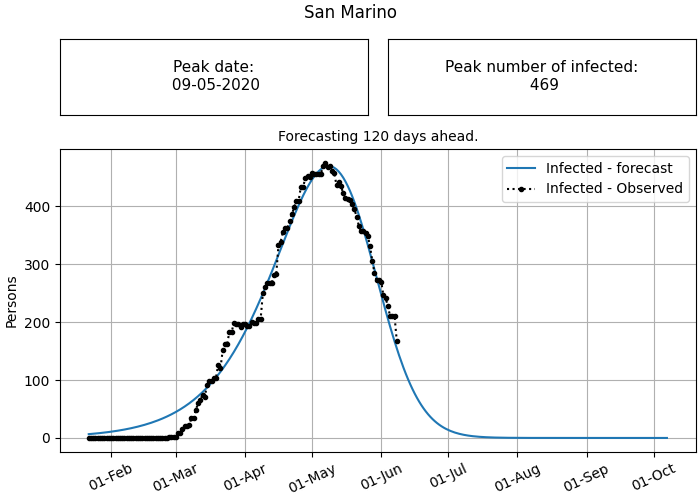 San Marino
Peak date:
09-05-2020
Peak number of infected:
469
Forecasting 120 days ahead.
Infected - forecast
Infected - Observed
Persons
400
300
200
100
0
01-Feb
01-Mar
01-Apr
01-May
01-Jun
01-Jul
01-Aug
01-Sep
01-Oct